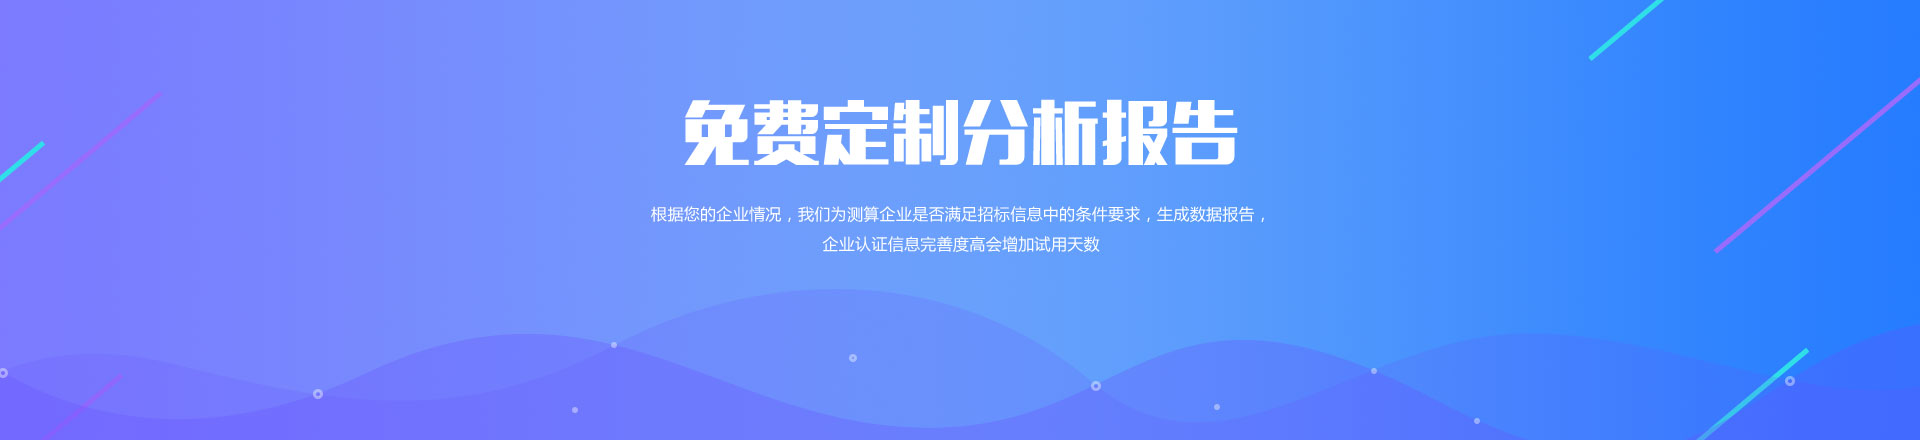 免费定制分析报告
根据您的企业情况，我们为测算企业是否满足招标信息中的条件要求，生成数据报告，
企业认证信息完善度高会增加试用天数